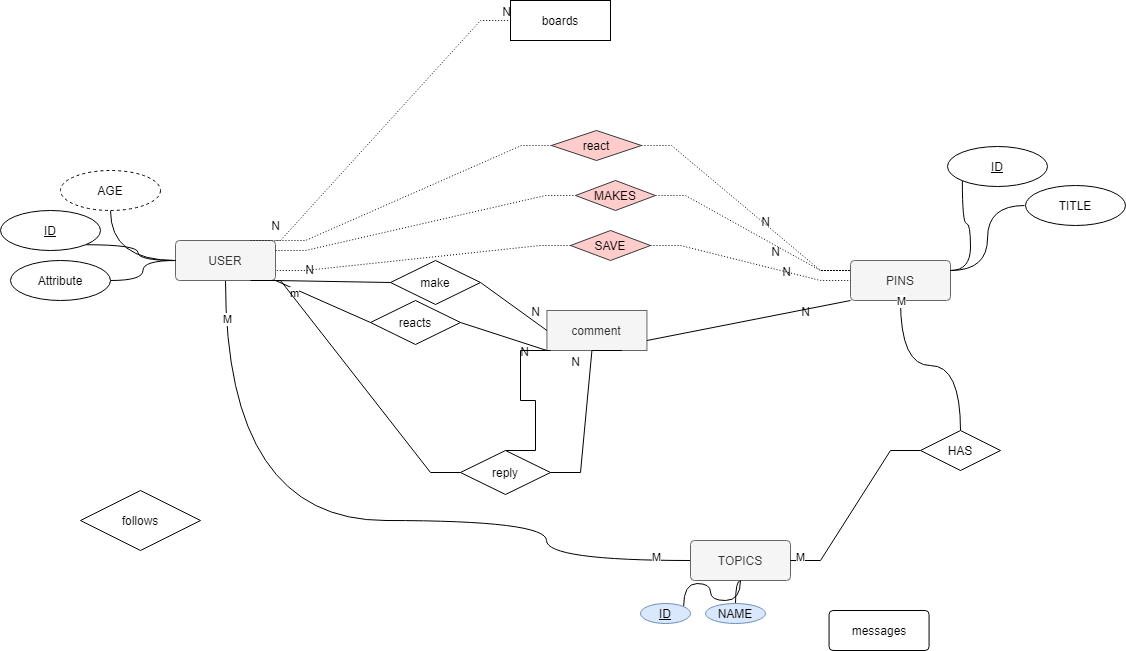 N
boards
react
AGE
ID
ID
MAKES
TITLE
N
N
USER
SAVE
N
N
N
Attribute
make
PINS
m
M
N
N
M
reacts
comment
N
N
reply
HAS
follows
M
TOPICS
M
ID
NAME
messages